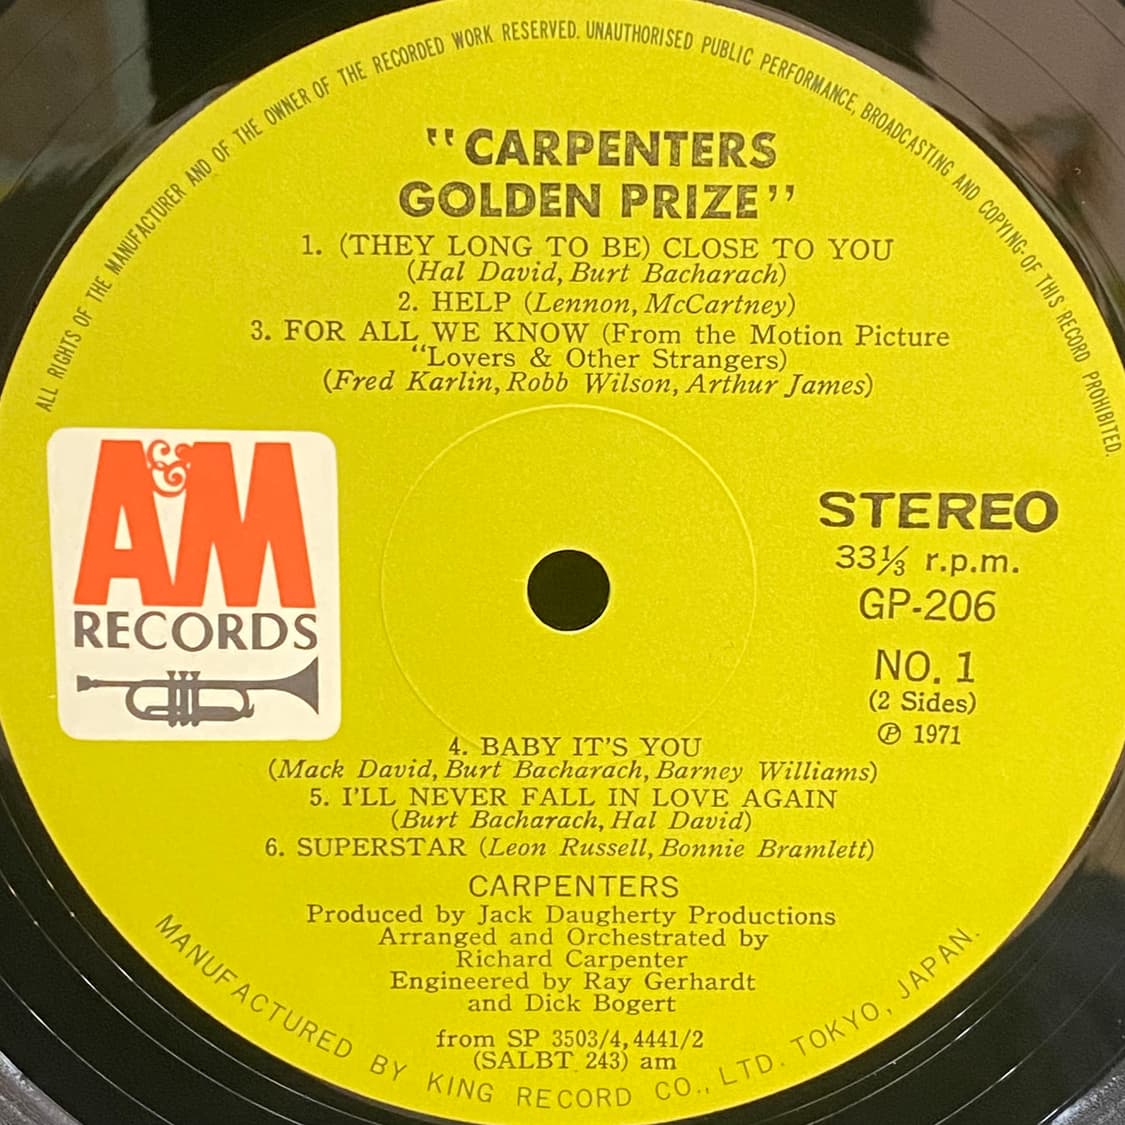 ALL RIGHTS OF THE MANUFACTURER AND OF THE OWNER OF THE RECORDED WORK RESERVED. UNAUTHORISED PUBLIC PERFORMANCE, BROADCASTING AND COPYING-OF THIS RECORD PROHIBITED.
"CARPENTERS
GOLDEN PRIZE"
1. (THEY LONG TO BE) CLOSE TO YOU
(Hal David, Burt Bacharach)
2. HELP (Lennon, McCartney)
3. FOR ALL WE KNOW (From the Motion Picture
"Lovers & Other Strangers)
(Fred Karlin, Robb Wilson, Arthur James)
A&M
RECORDS
STEREO
33⅓ r.p.m.
GP-206
NO. 1
(2 Sides)
℗ 1971
4. BABY IT'S YOU
(Mack David, Burt Bacharach, Barney Williams)
5. I'LL NEVER FALL IN LOVE AGAIN
(Burt Bacharach, Hal David)
6. SUPERSTAR (Leon Russell, Bonnie Bramlett)
CARPENTERS
Produced by Jack Daugherty Productions
Arranged and Orchestrated by
Richard Carpenter
Engineered by Ray Gerhardt
and Dick Bogert
from SP 3503/4, 4441/2
(SALBT 243) am
MANUFACTURED BY KING RECORD CO., LTD. TOKYO, JAPAN.